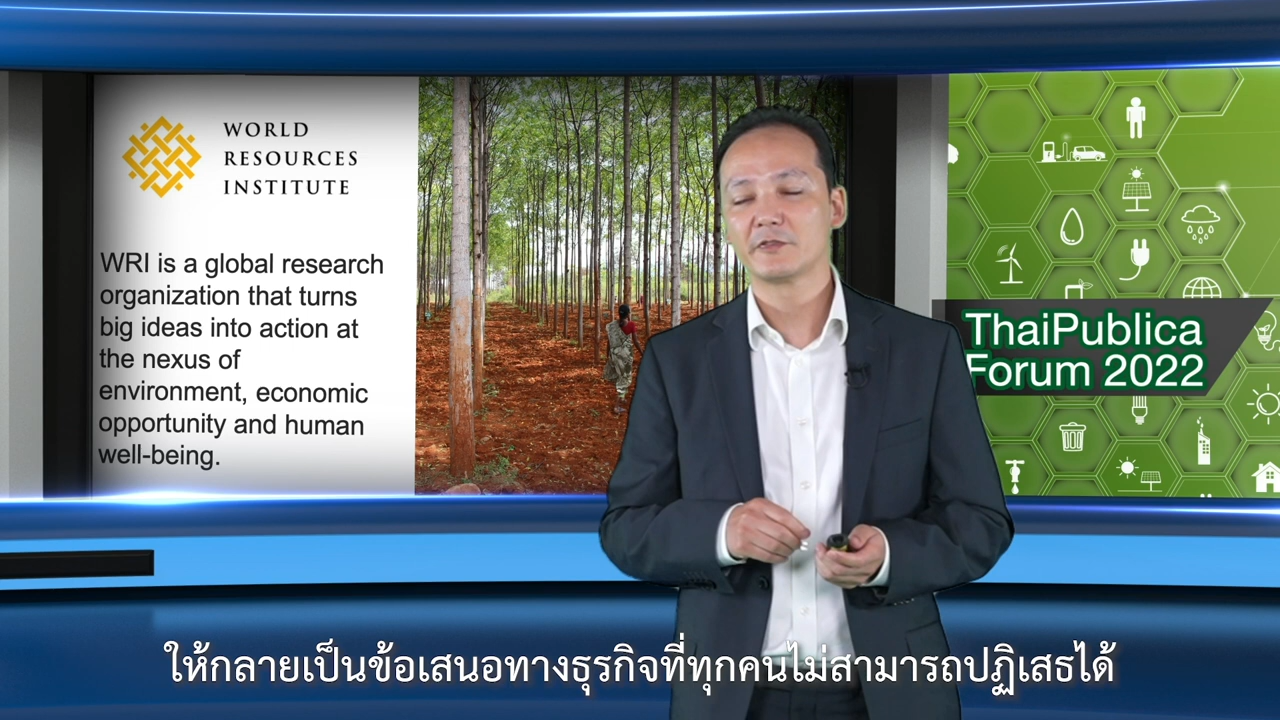 WORLD
RESOURCES
INSTITUTE
WRI is a global research
organization that turns
big ideas into action at
the nexus of
environment, economic
opportunity and human
well-being.
ThaiPublica
Forum 2022
ให้กลายเป็นข้อเสนอทางธุรกิจที่ทุกคนไม่สามารถปฏิเสธได้